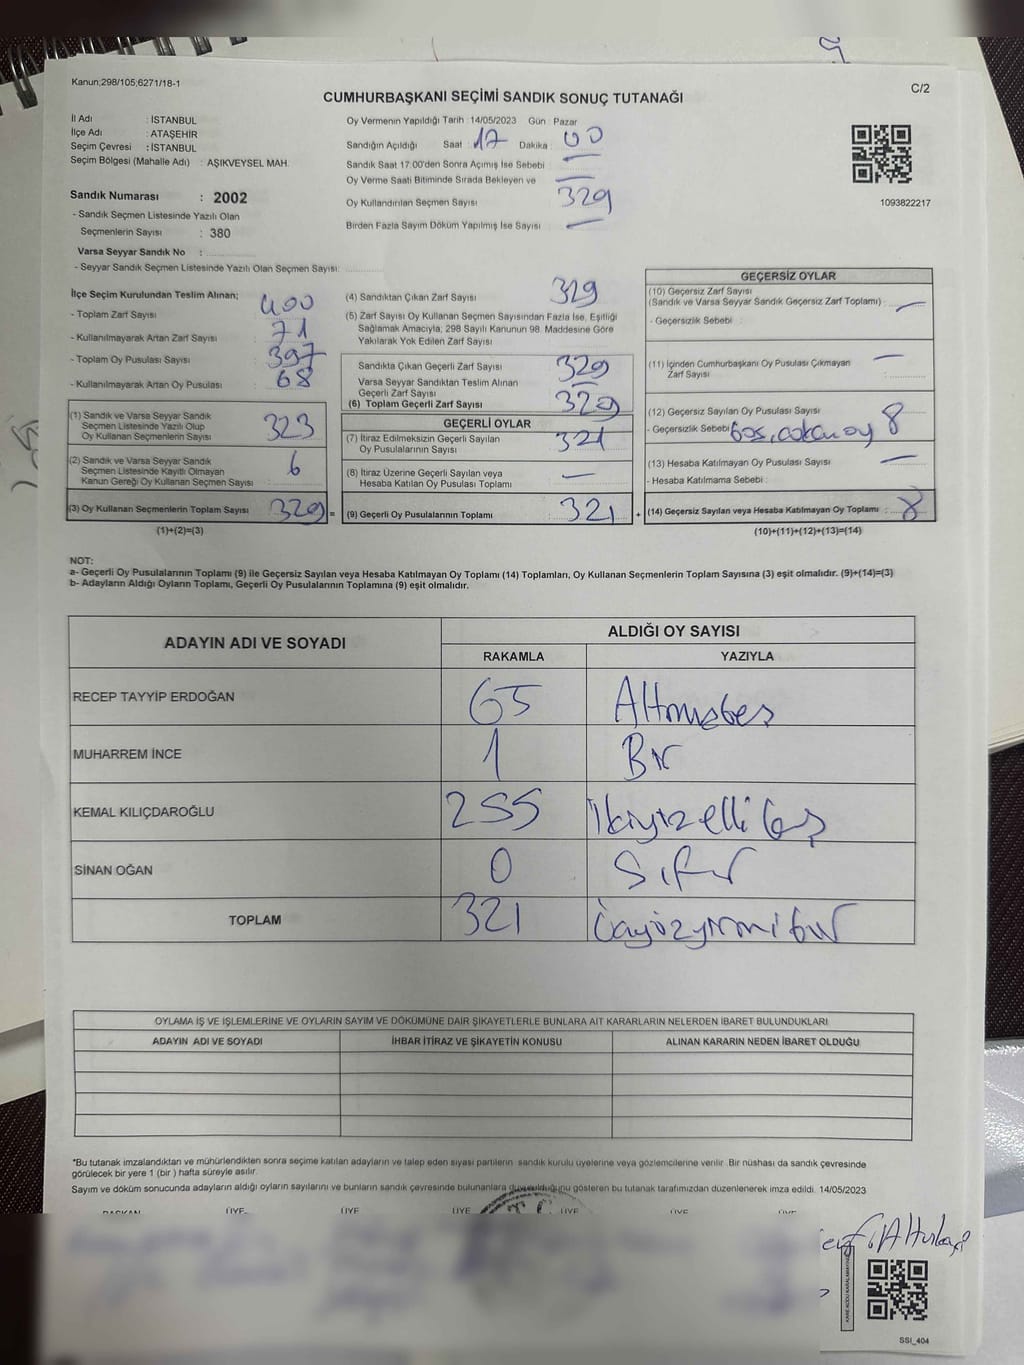 Kanun;298/105;6271/18-1
C/2
CUMHURBAŞKANI SEÇİMİ SANDIK SONUÇ TUTANAĞI
İl Adı : İSTANBUL
İlçe Adı : ATAŞEHİR
Seçim Çevresi : İSTANBUL
Seçim Bölgesi (Mahalle Adı) : AŞIKVEYSEL MAH.
Sandık Numarası : 2002
- Sandık Seçmen Listesinde Yazılı Olan
Seçmenlerin Sayısı : 380
Varsa Seyyar Sandık No :
- Seyyar Sandık Seçmen Listesinde Yazılı Olan Seçmen Sayısı:
Oy Vermenin Yapıldığı Tarih : 14/05/2023 Gün : Pazar
Sandığın Açıldığı Saat : 17 Dakika : 00
Sandık Saat 17:00'den Sonra Açımış İse Sebebi : —
Oy Verme Saati Bitiminde Sırada Bekleyen ve —
Oy Kullandırılan Seçmen Sayısı : 329
Birden Fazla Sayım Döküm Yapılmış İse Sayısı : —
1093822217
İlçe Seçim Kurulundan Teslim Alınan;
- Toplam Zarf Sayısı : 400
- Kullanılmayarak Artan Zarf Sayısı : 71
- Toplam Oy Pusulası Sayısı : 397
- Kullanılmayarak Artan Oy Pusulası : 68
(1) Sandık ve Varsa Seyyar Sandık
Seçmen Listesinde Yazılı Olup
Oy Kullanan Seçmenlerin Sayısı : 323
(2) Sandık ve Varsa Seyyar Sandık
Seçmen Listesinde Kayıtlı Olmayan
Kanun Gereği Oy Kullanan Seçmen Sayısı : 6
(3) Oy Kullanan Seçmenlerin Toplam Sayısı : 329 =
(1)+(2)=(3)
(4) Sandıktan Çıkan Zarf Sayısı : 329
(5) Zarf Sayısı Oy Kullanan Seçmen Sayısından Fazla İse, Eşitliği
Sağlamak Amacıyla, 298 Sayılı Kanunun 98. Maddesine Göre
Yakılarak Yok Edilen Zarf Sayısı
Sandıkta Çıkan Geçerli Zarf Sayısı : 329
Varsa Seyyar Sandıktan Teslim Alınan
Geçerli Zarf Sayısı : —
(6) Toplam Geçerli Zarf Sayısı : 329
GEÇERLİ OYLAR
(7) İtiraz Edilmeksizin Geçerli Sayılan
Oy Pusulalarının Sayısı : 321
(8) İtiraz Üzerine Geçerli Sayılan veya
Hesaba Katılan Oy Pusulası Toplamı : —
(9) Geçerli Oy Pusulalarının Toplamı : 321 +
GEÇERSİZ OYLAR
(10) Geçersiz Zarf Sayısı
(Sandık ve Varsa Seyyar Sandık Geçersiz Zarf Toplamı) : —
- Geçersizlik Sebebi :
(11) İçinden Cumhurbaşkanı Oy Pusulası Çıkmayan
Zarf Sayısı : —
(12) Geçersiz Sayılan Oy Pusulası Sayısı : 8
- Geçersizlik Sebebi : boş,
(13) Hesaba Katılmayan Oy Pusulası Sayısı : —
- Hesaba Katılmama Sebebi :
(14) Geçersiz Sayılan veya Hesaba Katılmayan Oy Toplamı : 8
(10)+(11)+(12)+(13)=(14)
NOT:
a- Geçerli Oy Pusulalarının Toplamı (9) ile Geçersiz Sayılan veya Hesaba Katılmayan Oy Toplamı (14) Toplamları, Oy Kullanan Seçmenlerin Toplam Sayısına (3) eşit olmalıdır. (9)+(14)=(3)
b- Adayların Aldığı Oyların Toplamı, Geçerli Oy Pusulalarının Toplamına (9) eşit olmalıdır.
ADAYIN ADI VE SOYADI
ALDIĞI OY SAYISI
RAKAMLA YAZIYLA
RECEP TAYYİP ERDOĞAN 65 Altmışbeş
MUHARREM İNCE 1 Bir
KEMAL KILIÇDAROĞLU 255 İkiyüzellibeş
SİNAN OĞAN 0 Sıfır
TOPLAM 321 Üçyüzyirmibir
OYLAMA İŞ VE İŞLEMLERİNE VE OYLARIN SAYIM VE DÖKÜMÜNE DAİR ŞİKAYETLERLE BUNLARA AİT KARARLARIN NELERDEN İBARET BULUNDUKLARI
ADAYIN ADI VE SOYADI İHBAR İTİRAZ VE ŞİKAYETİN KONUSU ALINAN KARARIN NEDEN İBARET OLDUĞU
*Bu tutanak imzalandıktan ve mühürlendikten sonra seçime katılan adayların ve talep eden siyasi partilerin sandık kurulu üyelerine veya gözlemcilerine verilir. Bir nüshası da sandık çevresinde
görülecek bir yere 1 (bir ) hafta süreyle asılır.
Sayım ve döküm sonucunda adayların aldığı oyların sayılarını ve bunların sandık çevresinde bulunanlara duyurulduğunu gösteren bu tutanak tarafımızdan düzenlenerek imza edildi. 14/05/2023
BAŞKAN ÜYE ÜYE ÜYE ÜYE ÜYE ÜYE
T.C.
SSI_404